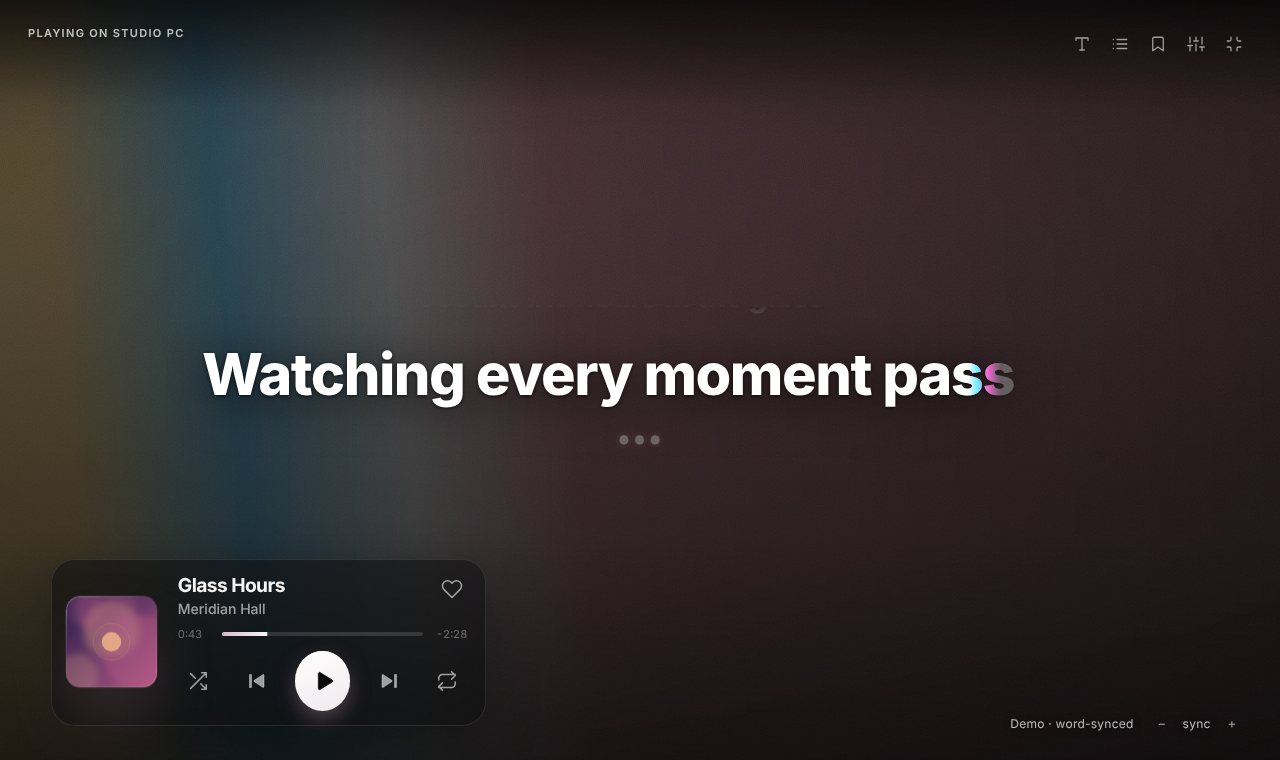 PLAYING ON STUDIO PC
Watching every moment pass
Glass Hours
Meridian Hall
0:43
-2:28
Demo · word-synced − sync +